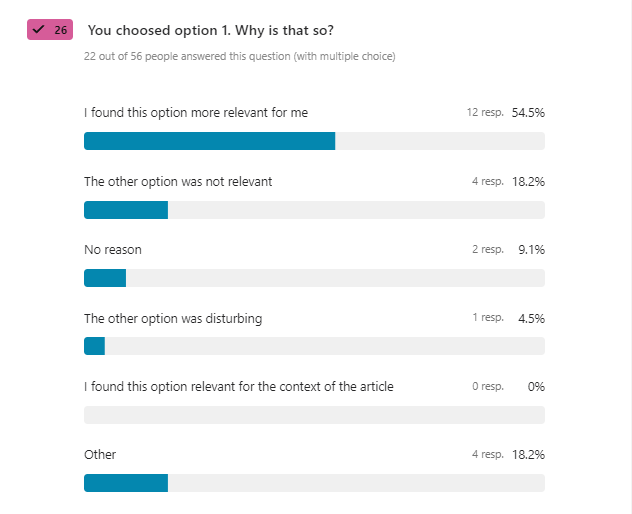 26 You choosed option 1. Why is that so?
22 out of 56 people answered this question (with multiple choice)
I found this option more relevant for me 12 resp. 54.5%
The other option was not relevant 4 resp. 18.2%
No reason 2 resp. 9.1%
The other option was disturbing 1 resp. 4.5%
I found this option relevant for the context of the article 0 resp. 0%
Other 4 resp. 18.2%